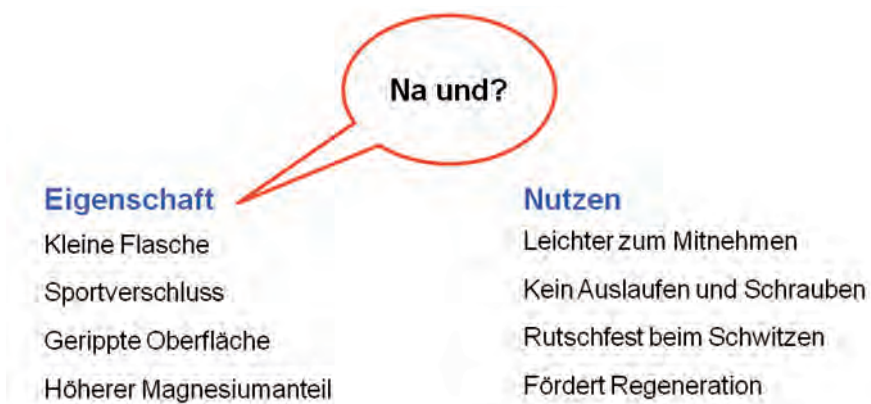 Na und?
Eigenschaft
Kleine Flasche
Sportverschluss
Gerippte Oberfläche
Höherer Magnesiumanteil
Nutzen
Leichter zum Mitnehmen
Kein Auslaufen und Schrauben
Rutschfest beim Schwitzen
Fördert Regeneration